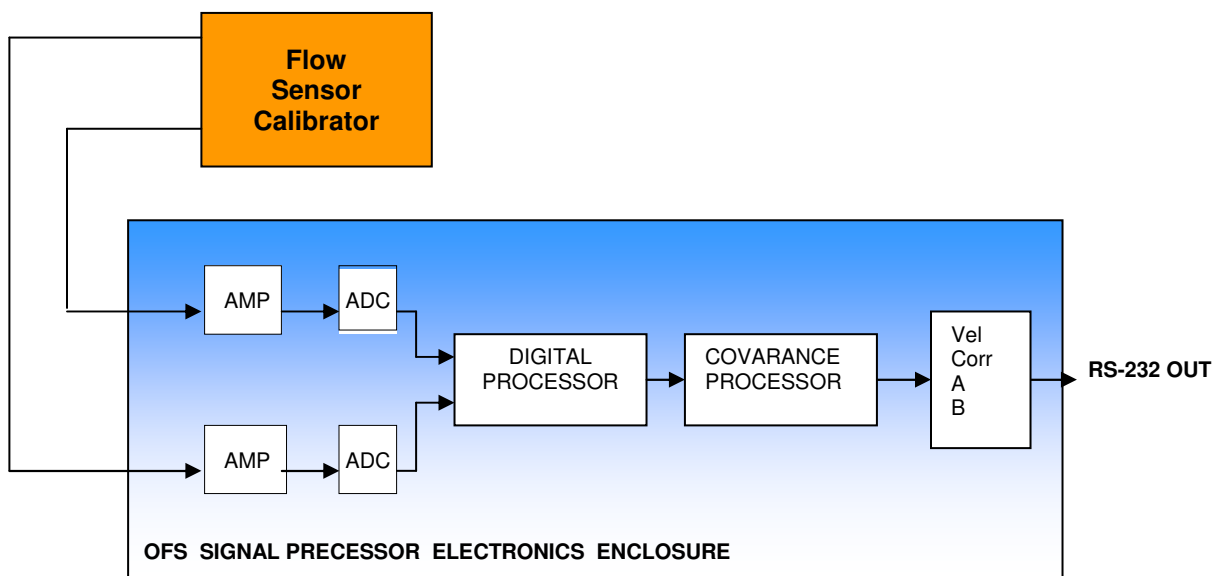 Flow
Sensor
Calibrator
AMP
ADC
DIGITAL
PROCESSOR
COVARANCE
PROCESSOR
Vel
Corr
A
B
RS-232 OUT
AMP
ADC
OFS SIGNAL PRECESSOR ELECTRONICS ENCLOSURE